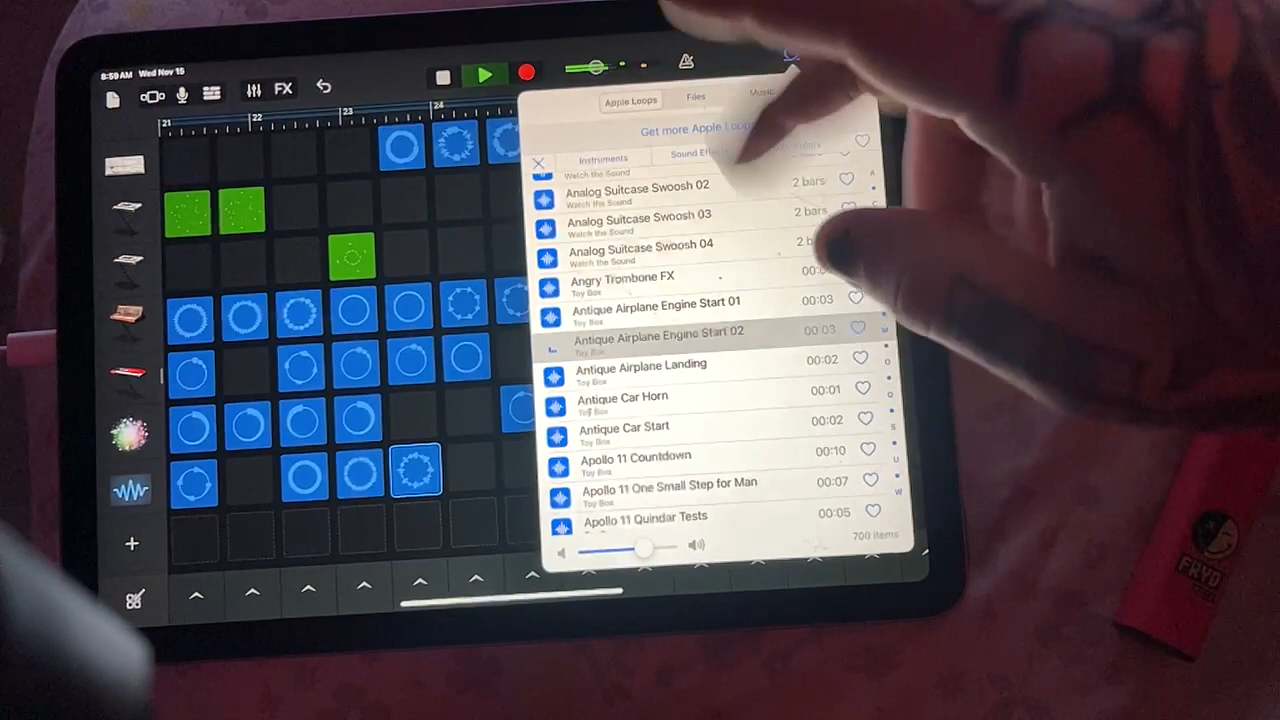 8:59 AM Wed Nov 15
FX
21
22
23
24
Apple Loops
Files
Music
Get more Apple Loops
Instruments
Sound Eff
Watch the Sound
Analog Suitcase Swoosh 02
Watch the Sound
2 bars
Analog Suitcase Swoosh 03
Watch the Sound
2 bars
Analog Suitcase Swoosh 04
Watch the Sound
2 b
Angry Trombone FX
Toy Box
Antique Airplane Engine Start 01
Toy Box
00:03
Antique Airplane Engine Start 02
Toy Box
00:03
Antique Airplane Landing
Toy Box
00:02
Antique Car Horn
Toy Box
00:01
Antique Car Start
Toy Box
00:02
Apollo 11 Countdown
Toy Box
00:10
Apollo 11 One Small Step for Man
Toy Box
00:07
Apollo 11 Quindar Tests
00:05
700 items
FRYD